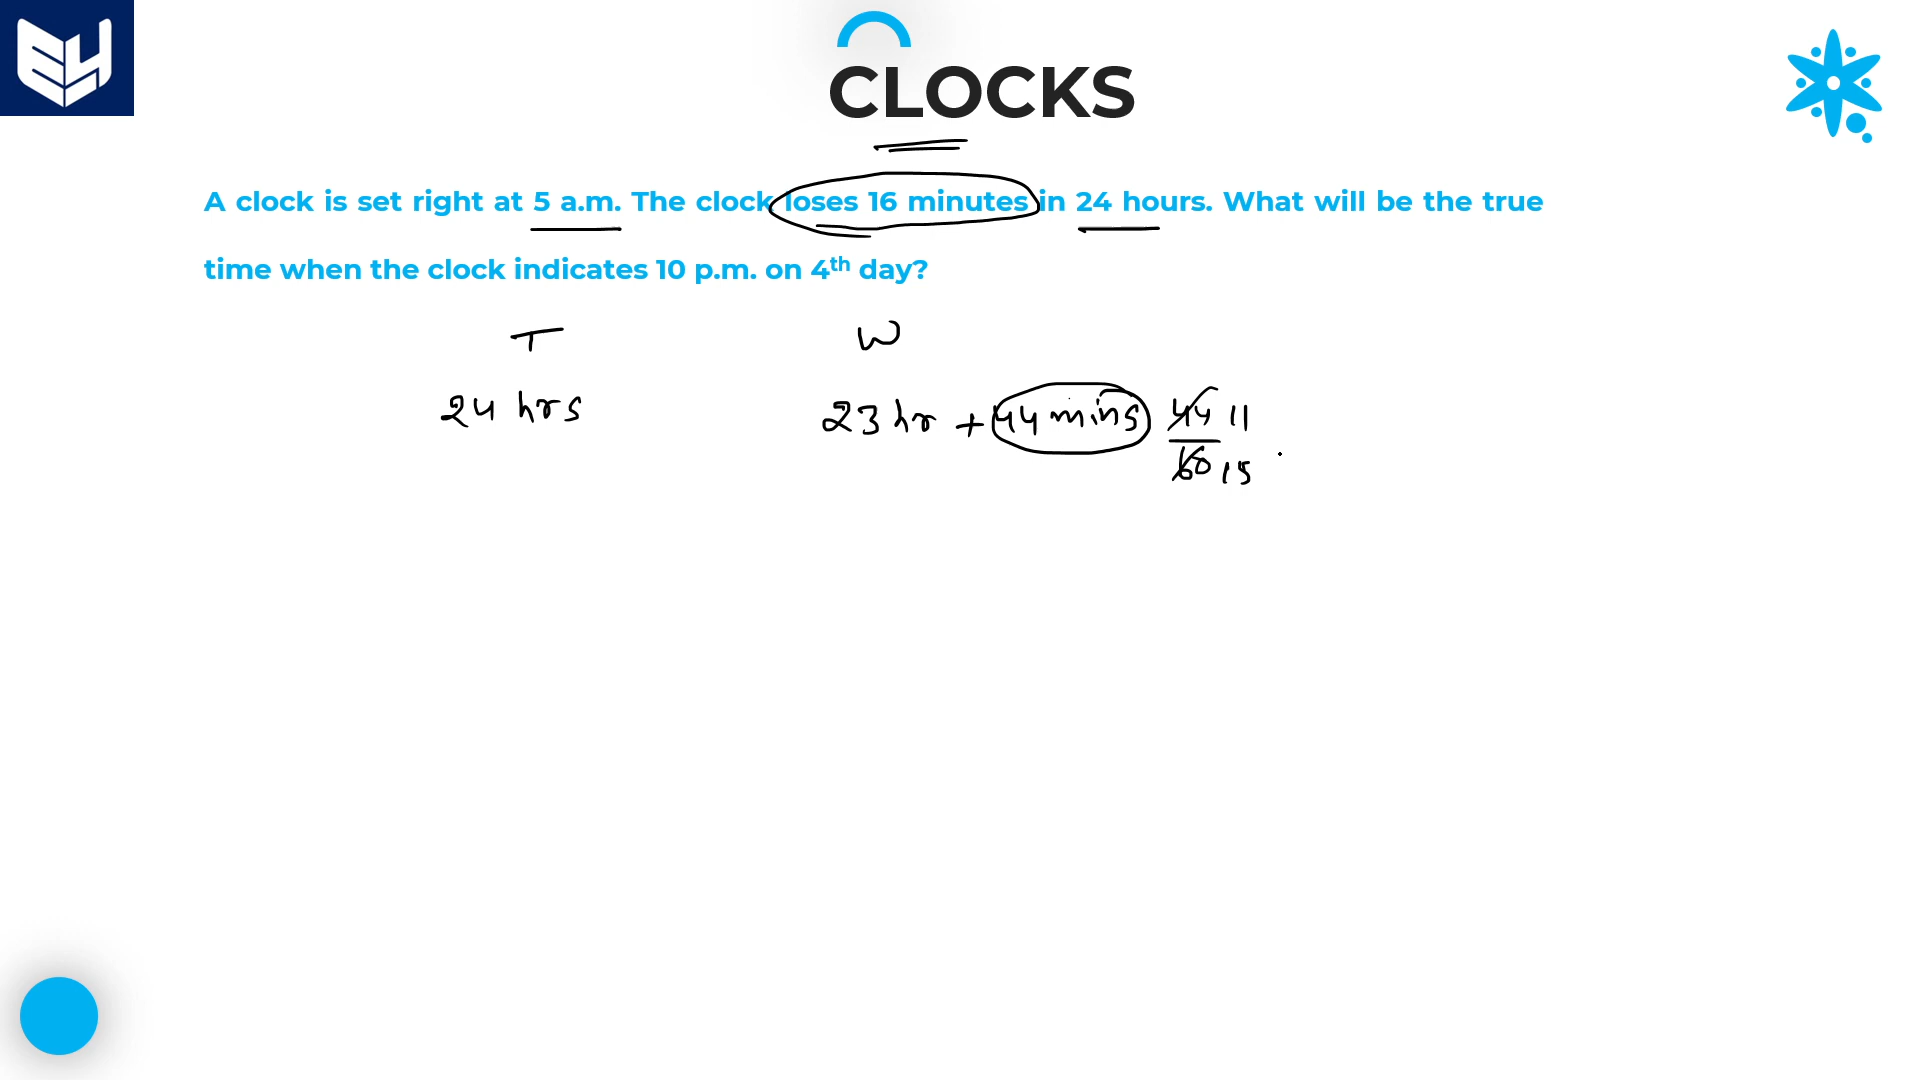 CLOCKS
A clock is set right at 5 a.m. The clock loses 16 minutes in 24 hours. What will be the true
time when the clock indicates 10 p.m. on 4th day?
T W
24 hrs 23 hr + 44 mins 44 11
60 15